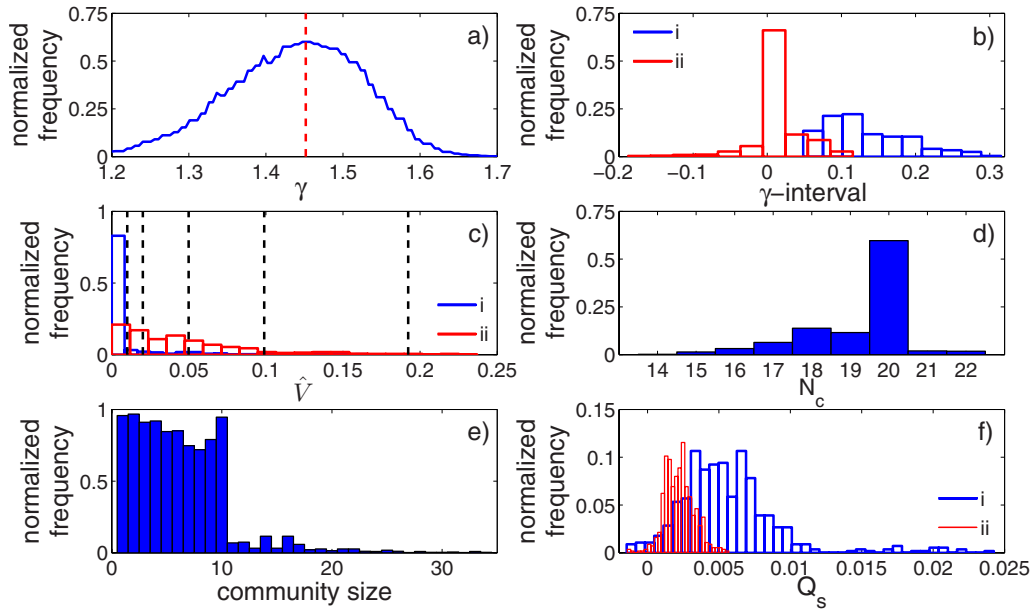 normalized
frequency
0.75
0.5
0.25
0
1.2
1.3
1.4
1.5
1.6
1.7
γ
a)
normalized
frequency
0.75
0.5
0.25
0
−0.2
−0.1
0
0.1
0.2
0.3
γ−interval
i
ii
b)
normalized
frequency
1
0.5
0
0
0.05
0.1
0.15
0.2
0.25
V̂
c)
i
ii
normalized
frequency
0.75
0.5
0.25
0
14
15
16
17
18
19
20
21
22
N_c
d)
normalized
frequency
1
0.5
0
0
10
20
30
community size
e)
normalized
frequency
0.15
0.1
0.05
0
0
0.005
0.01
0.015
0.02
0.025
Q_s
f)
i
ii